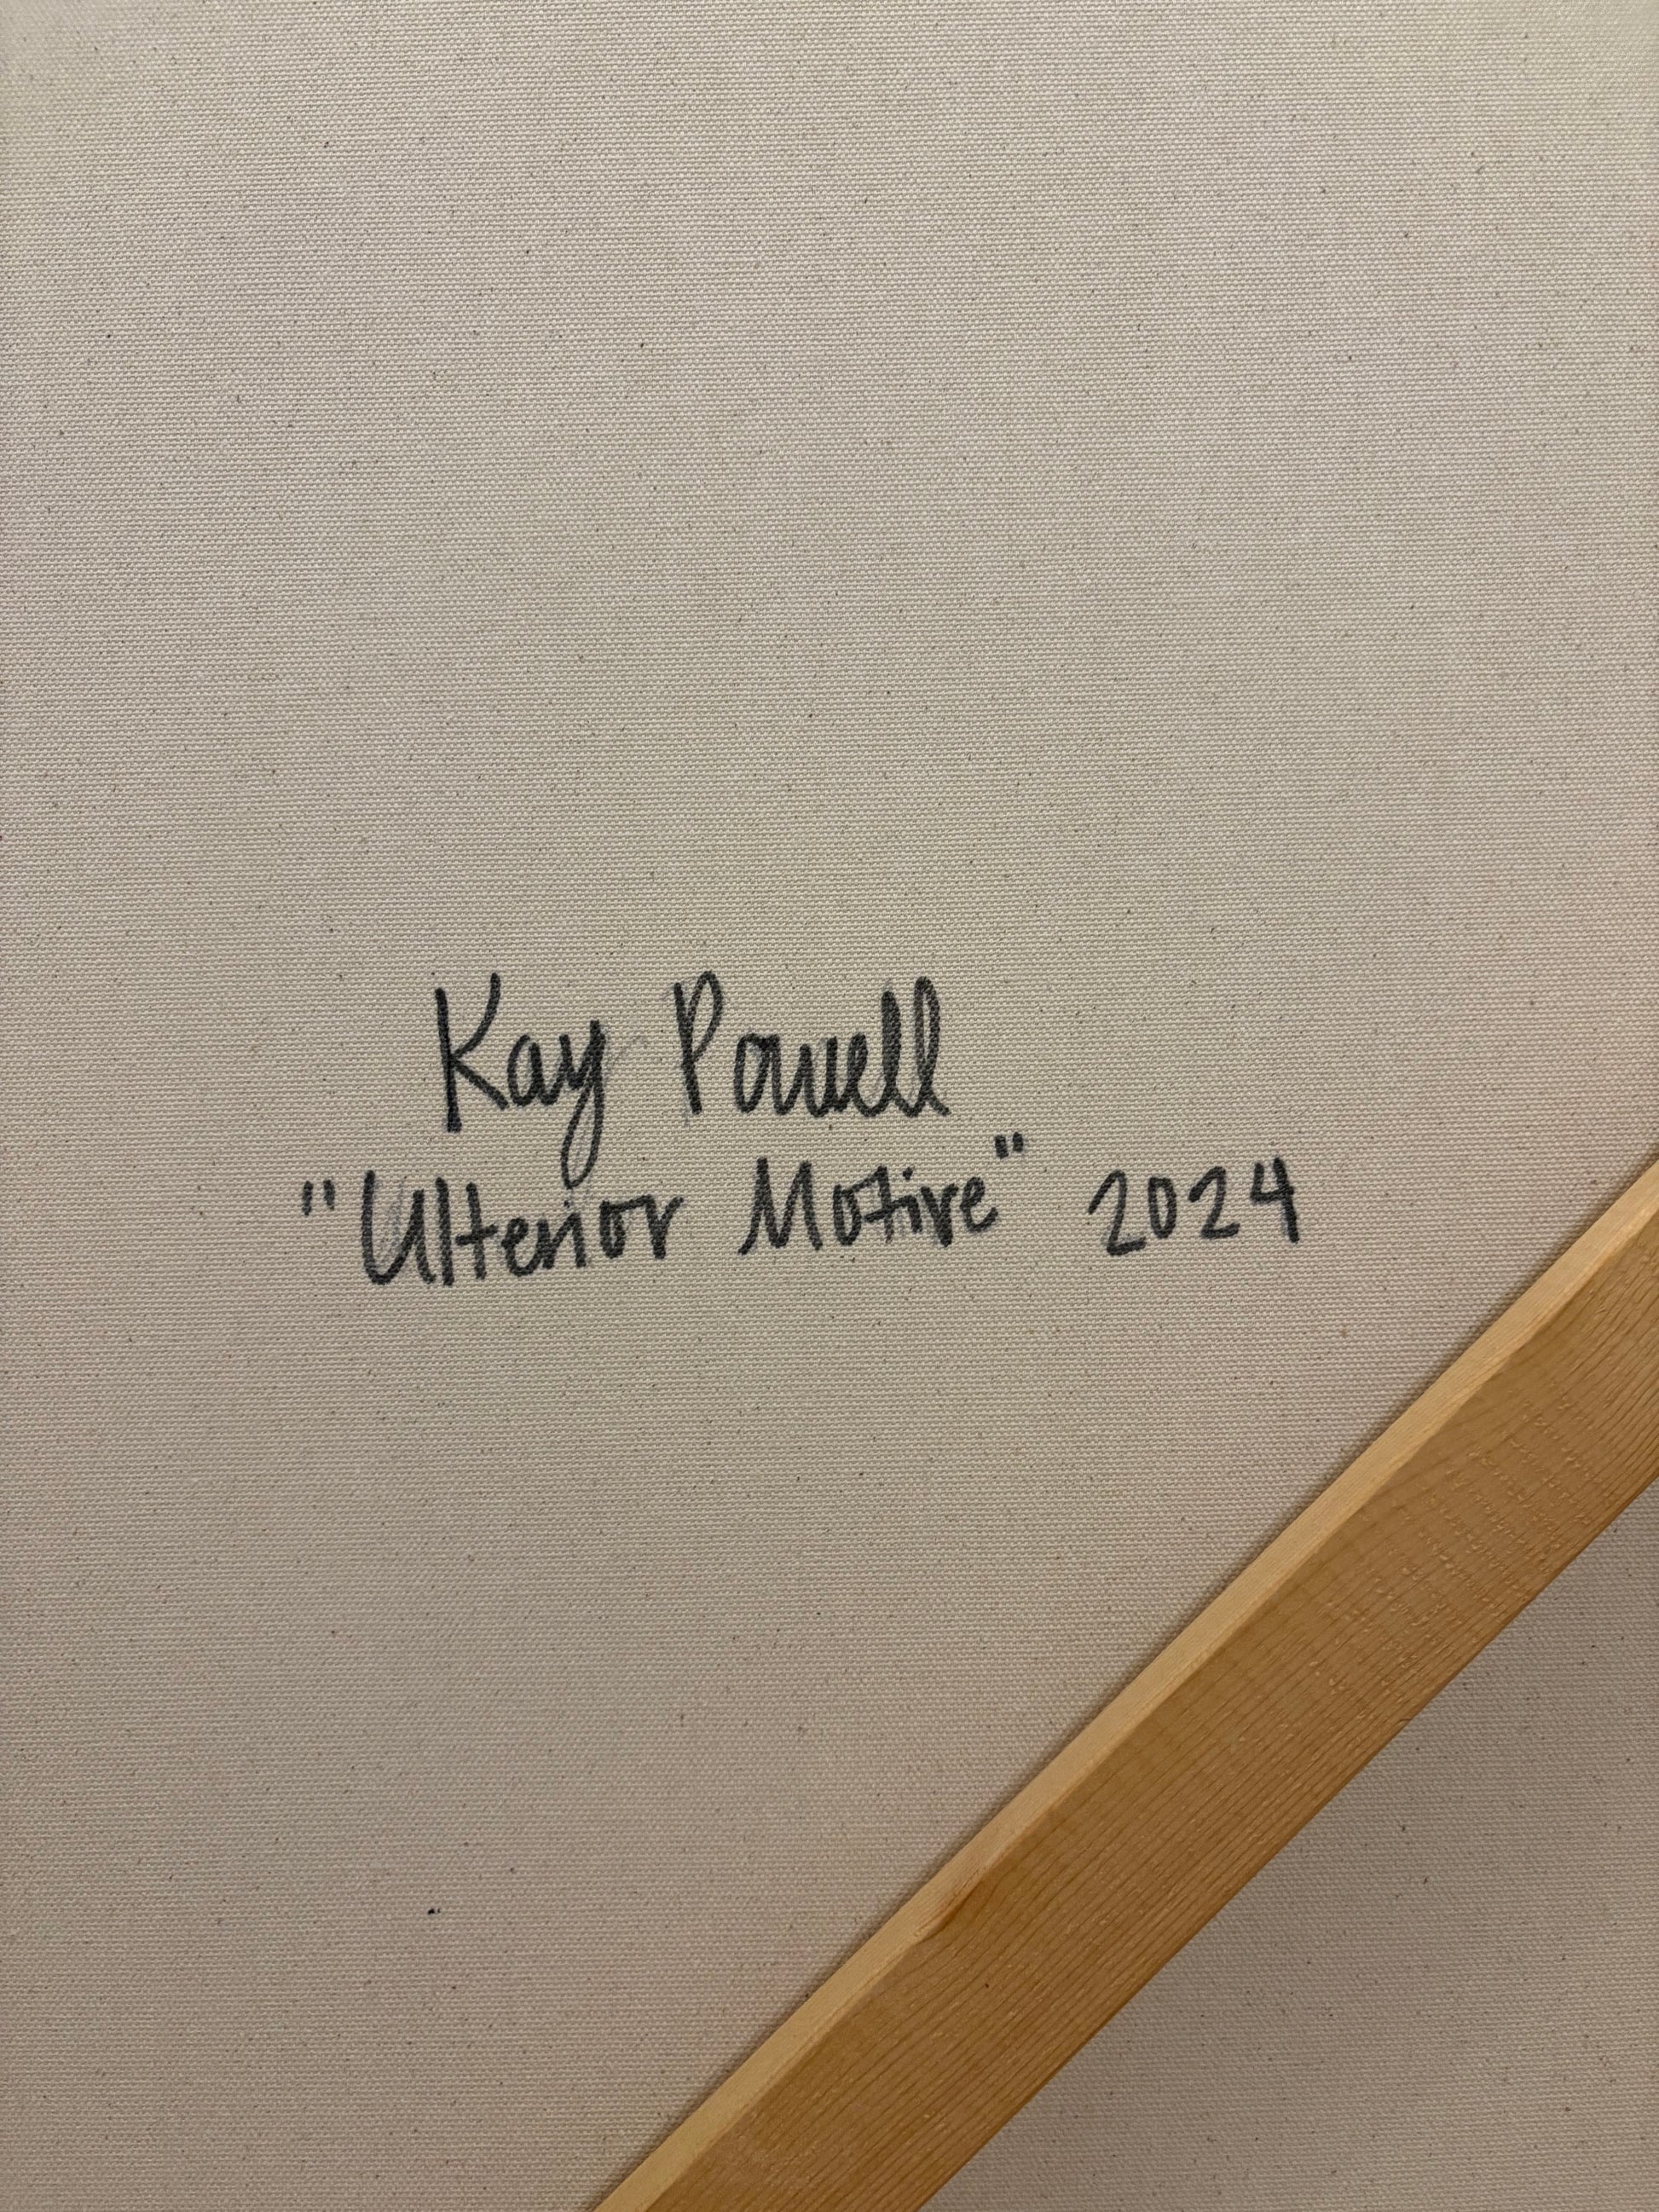 Kay Powell
"Ulterior Motive" 2024